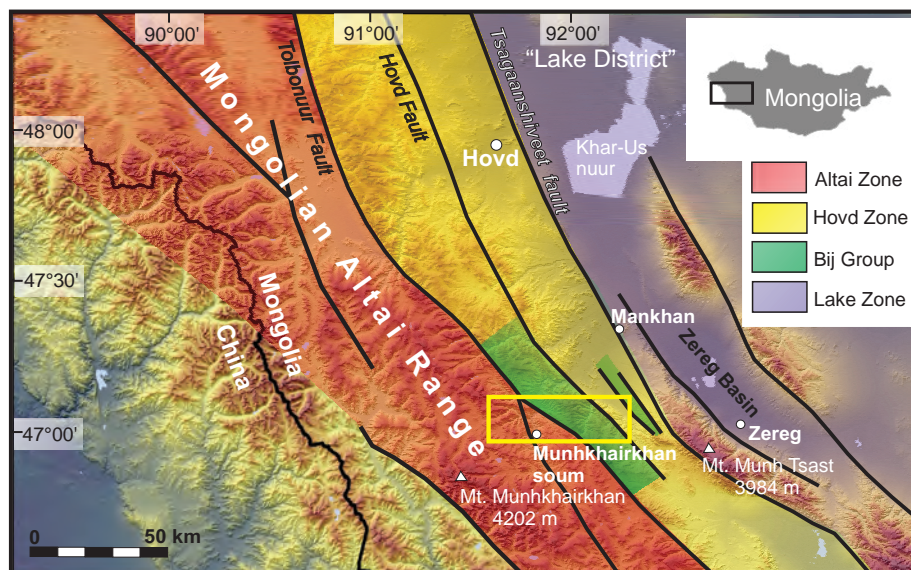 90°00'
91°00'
92°00'
48°00'
47°30'
47°00'
Mongolian Altai Range
Tolbonuur Fault
Hovd Fault
Tsagaanshiveet fault
"Lake District"
Khar-Us
nuur
Hovd
Mongolia
China
Mankhan
Zereg Basin
Zereg
Munhkhairkhan
soum
Mt. Munhkhairkhan
4202 m
Mt. Munh Tsast
3984 m
0
50 km
Mongolia
Altai Zone
Hovd Zone
Bij Group
Lake Zone